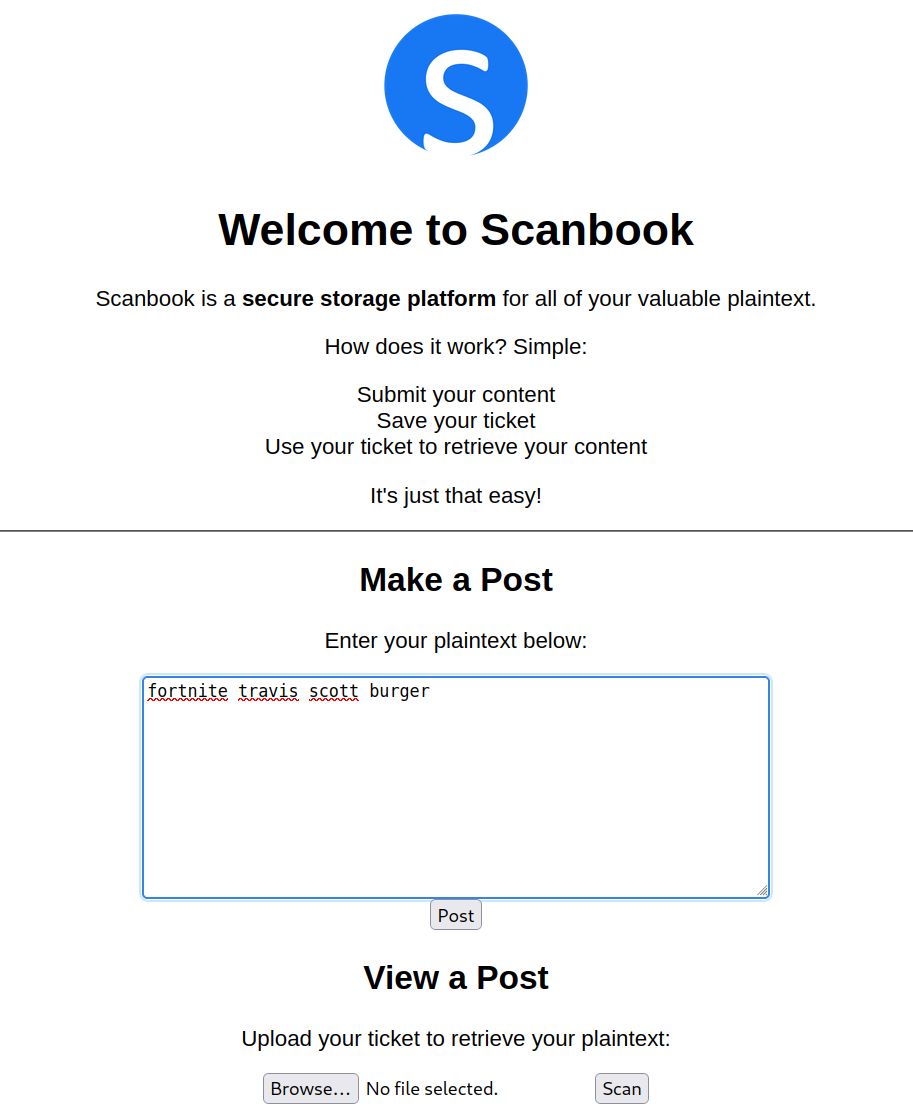 S
Welcome to Scanbook
Scanbook is a secure storage platform for all of your valuable plaintext.
How does it work? Simple:
Submit your content
Save your ticket
Use your ticket to retrieve your content
It's just that easy!
Make a Post
Enter your plaintext below:
fortnite travis scott burger
Post
View a Post
Upload your ticket to retrieve your plaintext:
Browse... No file selected. Scan